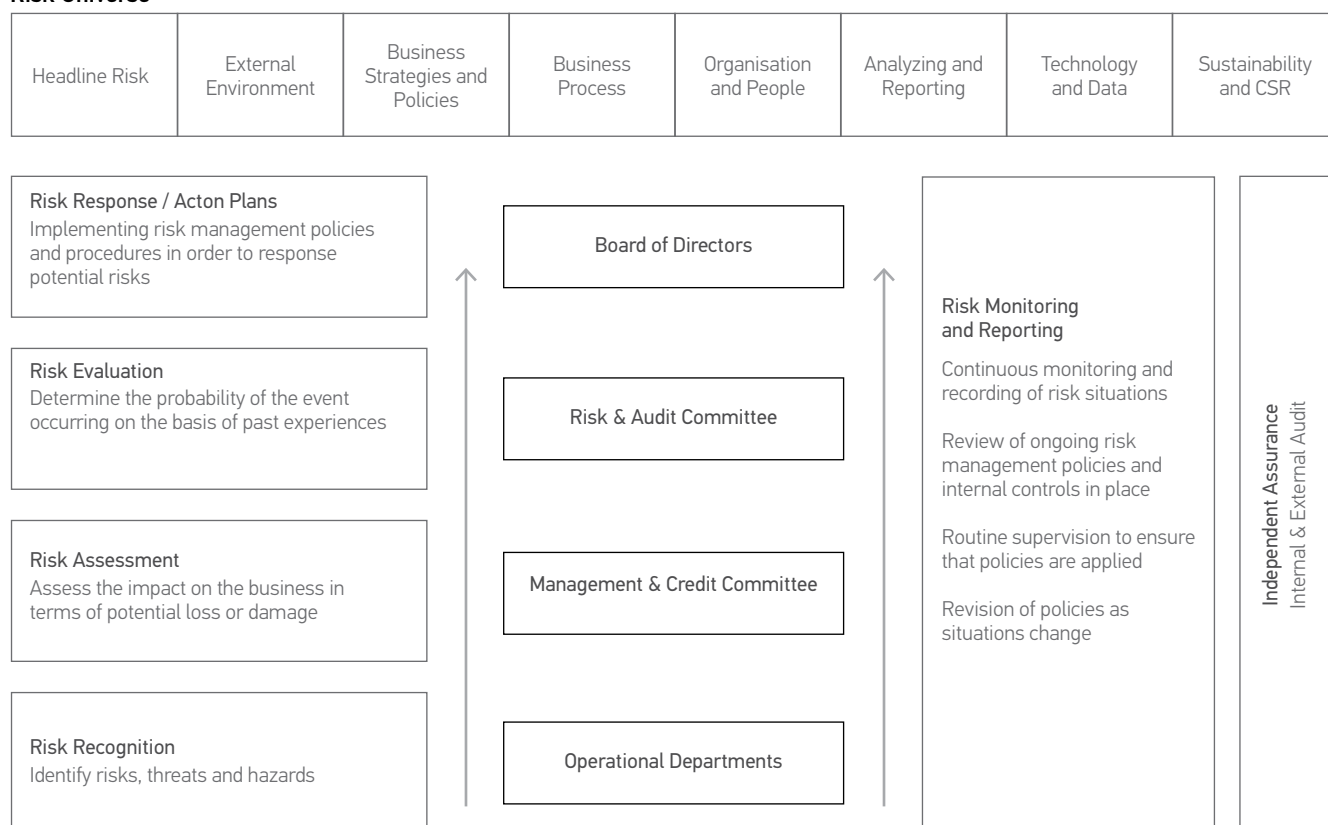 Headline Risk
External
Environment
Business
Strategies and
Policies
Business
Process
Organisation
and People
Analyzing and
Reporting
Technology
and Data
Sustainability
and CSR
Risk Response / Acton Plans
Implementing risk management policies
and procedures in order to response
potential risks
Risk Evaluation
Determine the probability of the event
occurring on the basis of past experiences
Risk Assessment
Assess the impact on the business in
terms of potential loss or damage
Risk Recognition
Identify risks, threats and hazards
Board of Directors
Risk & Audit Committee
Management & Credit Committee
Operational Departments
Risk Monitoring
and Reporting
Continuous monitoring and
recording of risk situations
Review of ongoing risk
management policies and
internal controls in place
Routine supervision to ensure
that policies are applied
Revision of policies as
situations change
Independent Assurance
Internal & External Audit